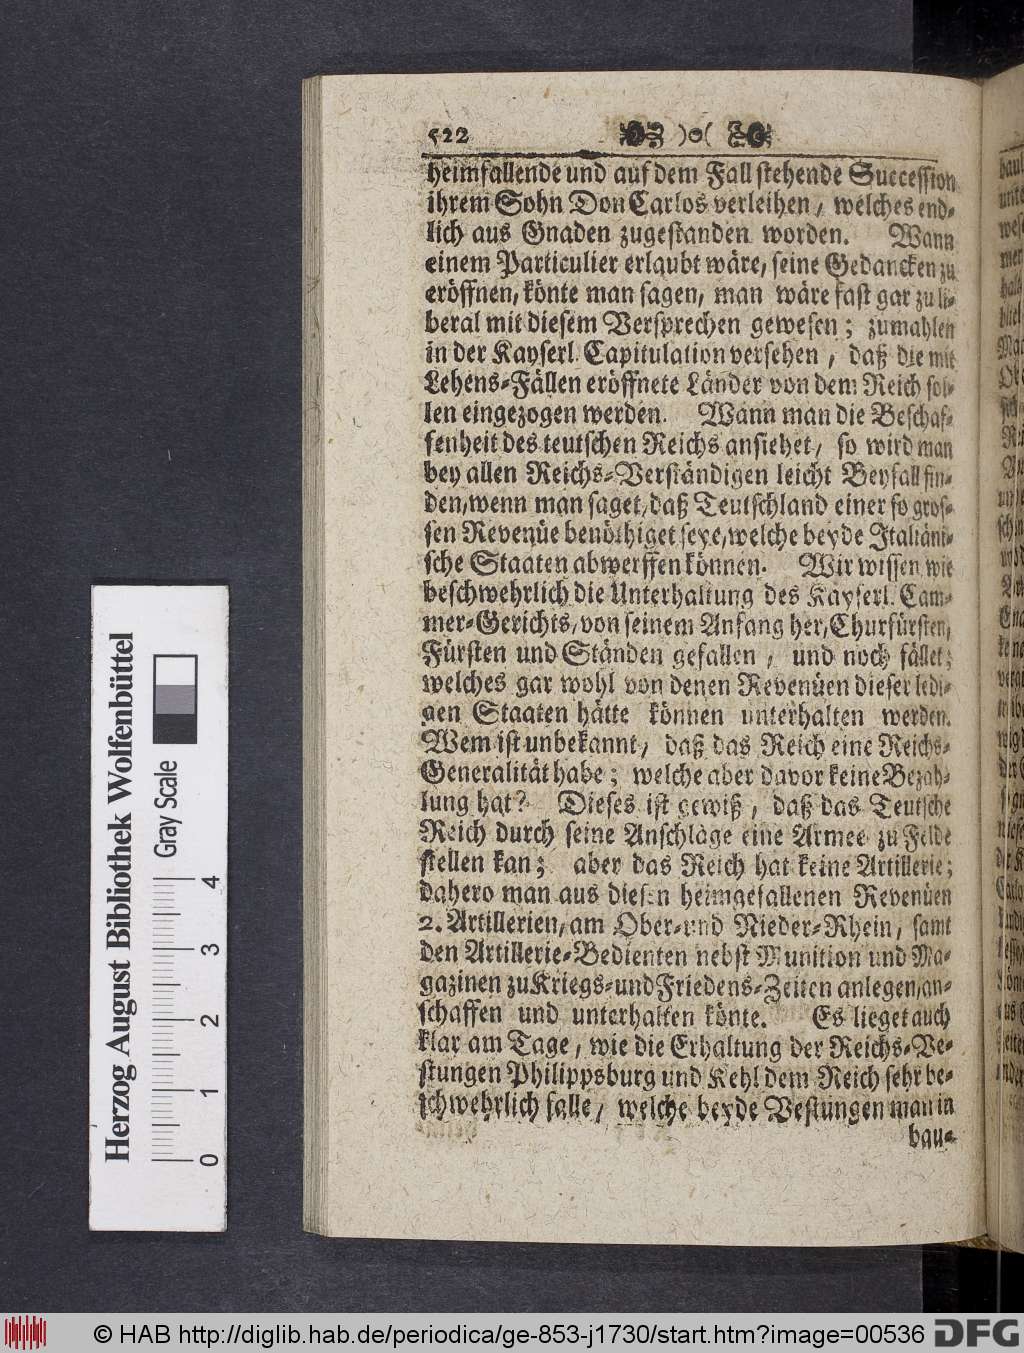 522 )o(
heimfallende und auf dem Fall stehende Succession
ihrem Sohn Don Carlos verleihen, welches end-
lich aus Gnaden zugestanden worden. Wann
einem Particulier erlaubt wäre, seine Gedancken zu
eröffnen, könte man sagen, man wäre fast gar zu li-
beral mit diesem Versprechen gewesen; zumahlen
in der Kayserl. Capitulation versehen, daß die mit
Lehens-Fällen eröffnete Länder von dem Reich sol-
len eingezogen werden. Wann man die Beschaf-
fenheit des teutschen Reichs ansiehet, so wird man
bey allen Reichs-Verständigen leicht Beyfall fin-
den, wenn man saget, daß Teutschland einer so gros-
sen Revenüe benöthiget seye, welche beyde Italiäni-
sche Staaten abwerffen können. Wir wissen wie
beschwehrlich die Unterhaltung des Kayserl. Cam-
mer-Gerichts, von seinem Anfang her, Churfürsten,
Fürsten und Ständen gefallen, und noch fället;
welches gar wohl von denen Revenüen dieser ledi-
gen Staaten hätte können unterhalten werden.
Wem ist unbekannt, daß das Reich eine Reichs-
Generalität habe; welche aber davor keine Bezah-
lung hat? Dieses ist gewiß, daß das Teutsche
Reich durch seine Anschläge eine Armee zu Felde
stellen kan; aber das Reich hat keine Artillerie;
dahero man aus diesen heimgefallenen Revenüen
2. Artillerien, am Ober- und Nieder-Rhein, samt
den Artillerie-Bedienten nebst Munition und Ma-
gazinen zu Kriegs- und Friedens-Zeiten anlegen, an-
schaffen und unterhalten könte. Es lieget auch
klar am Tage, wie die Erhaltung der Reichs-Ve-
stungen Philippsburg und Kehl dem Reich sehr be-
schwehrlich falle, welche beyde Vestungen man in
bau-
Herzog August Bibliothek Wolfenbüttel
Gray Scale
0 1 2 3 4
© HAB http://diglib.hab.de/periodica/ge-853-j1730/start.htm?image=00536 DFG